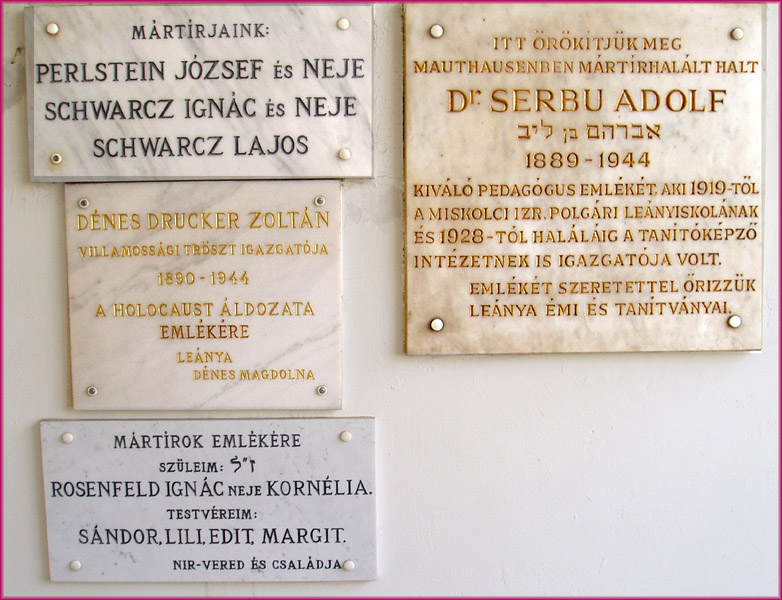 MÁRTÍRJAINK:
PERLSTEIN JÓZSEF ÉS NEJE
SCHWARCZ IGNÁC ÉS NEJE
SCHWARCZ LAJOS
DÉNES DRUCKER ZOLTÁN
VILLAMOSSÁGI TRÖSZT IGAZGATÓJA
1890-1944
A HOLOCAUST ÁLDOZATA
EMLÉKÉRE
LEÁNYA
DÉNES MAGDOLNA
MÁRTÍROK EMLÉKÉRE
SZÜLEIM: ז"ל
ROSENFELD IGNÁC NEJE KORNÉLIA.
TESTVÉREIM:
SÁNDOR, LILI, EDIT, MARGIT.
NIR-VERED ÉS CSALÁDJA
ITT ÖRÖKITJÜK MEG
MAUTHAUSENBEN MÁRTIRHALÁLT HALT
Dr. SERBU ADOLF
אברהם בן ליב
1889-1944
KIVÁLÓ PEDAGÓGUS EMLÉKÉT, AKI 1919-TŐL
A MISKOLCI IZR. POLGÁRI LEÁNYISKOLÁNAK
ÉS 1928-TÓL HALÁLÁIG A TANÍTÓKÉPZŐ
INTÉZETNEK IS IGAZGATÓJA VOLT.
EMLÉKÉT SZERETETTEL ŐRIZZÜK
LEÁNYA ÉMI ÉS TANÍTVÁNYAI.